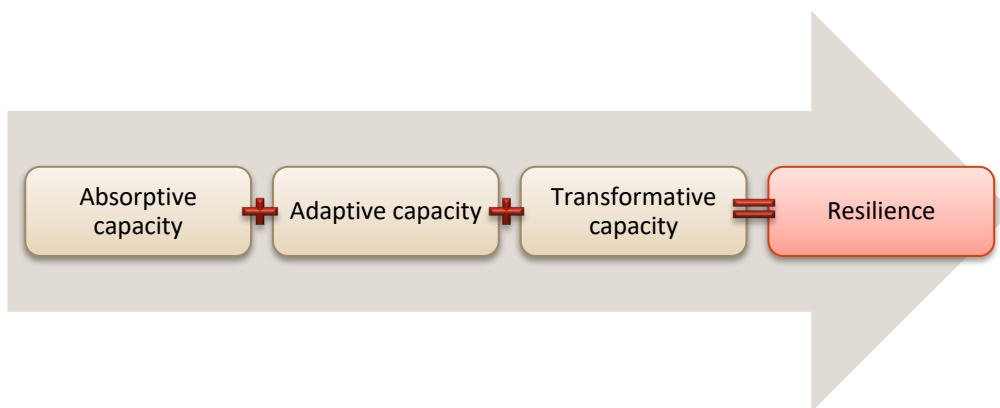 Absorptive
capacity
+
Adaptive capacity
+
Transformative
capacity
=
Resilience